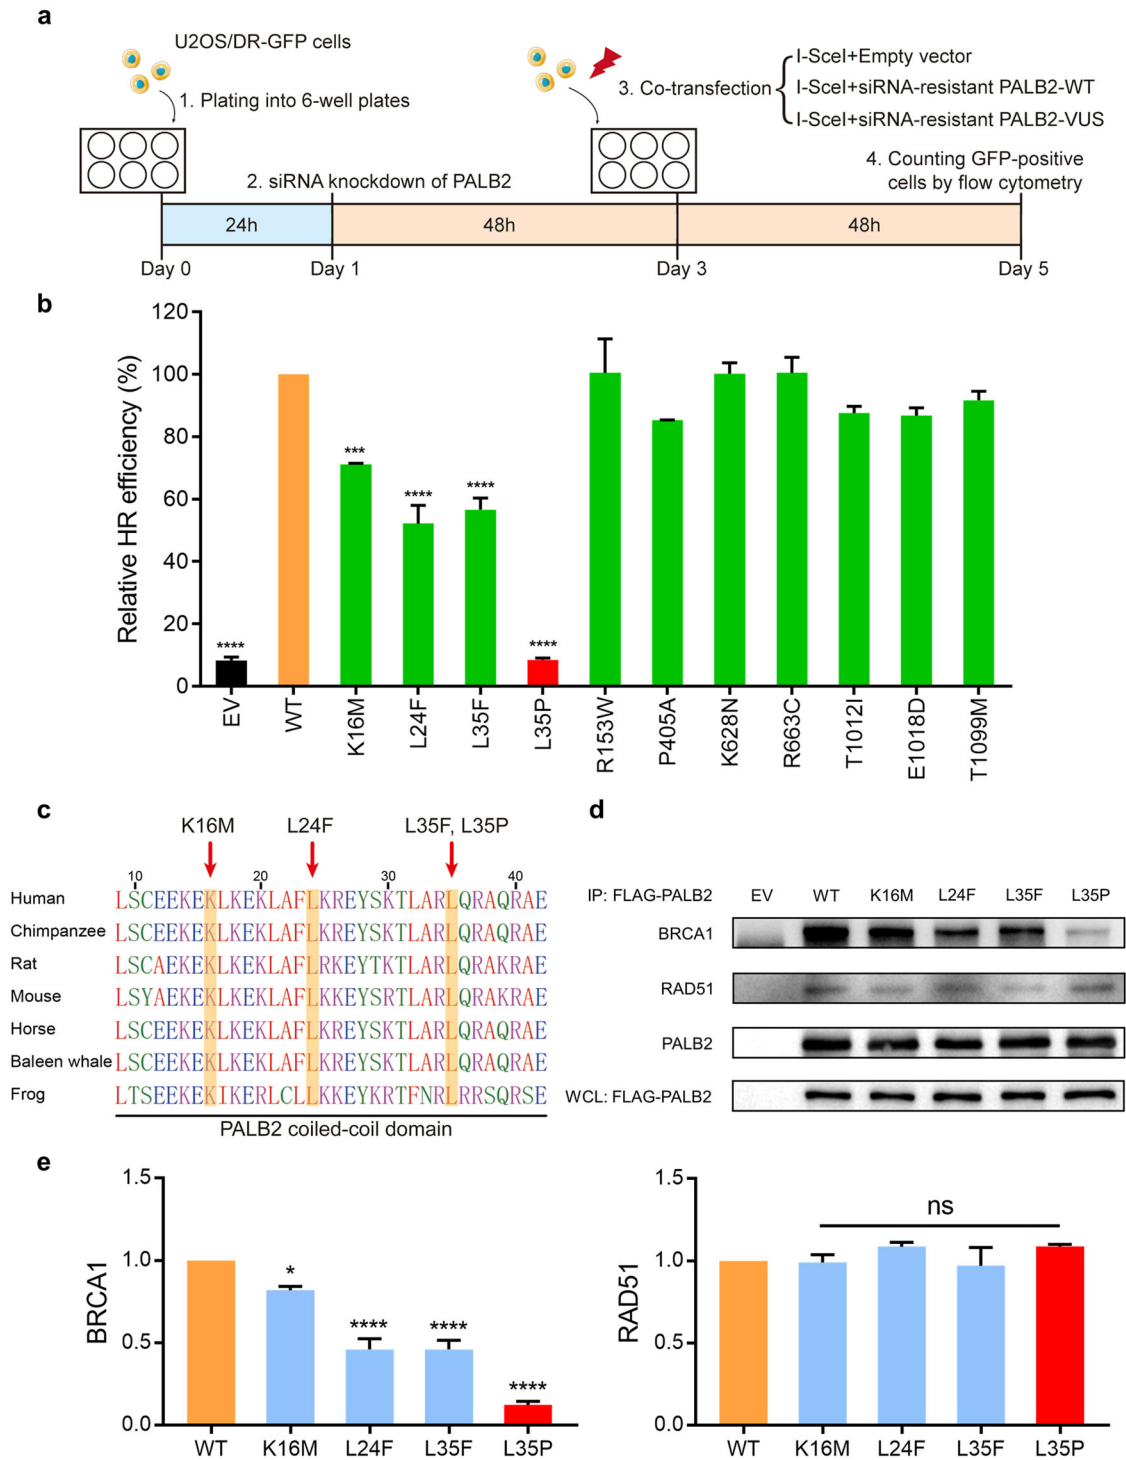 a
U2OS/DR-GFP cells
1. Plating into 6-well plates
2. siRNA knockdown of PALB2
3. Co-transfection
I-SceI+Empty vector
I-SceI+siRNA-resistant PALB2-WT
I-SceI+siRNA-resistant PALB2-VUS
4. Counting GFP-positive
cells by flow cytometry
24h 48h 48h
Day 0 Day 1 Day 3 Day 5
b
Relative HR efficiency (%)
120
100
80
60
40
20
0
**** *** **** **** ****
EV WT K16M L24F L35F L35P R153W P405A K628N R663C T1012I E1018D T1099M
c
K16M L24F L35F, L35P
10 20 30 40
Human LSCEEKEKLKEKLAFLKREYSKTLARLQRAQRAE
Chimpanzee LSCEEKEKLKEKLAFLKREYSKTLARLQRAQRAE
Rat LSCAEKEKLKEKLAFLRKEYTKTLARLQRAKRAE
Mouse LSYAEKEKLKEKLAFLKKEYSRTLARLQRAKRAE
Horse LSCEEKEKLKEKLAFLKREYSKTLARLQRAQRAE
Baleen whale LSCEEKEKLKEKLAFLKREYSKTLARLQRAQRAE
Frog LTSEEKEKIKERLCLLKKEYKRTFNRLRRSQRSE
PALB2 coiled-coil domain
d
IP: FLAG-PALB2 EV WT K16M L24F L35F L35P
BRCA1
RAD51
PALB2
WCL: FLAG-PALB2
e
BRCA1
1.5
1.0
0.5
0.0
* **** **** ****
WT K16M L24F L35F L35P
RAD51
1.5
1.0
0.5
0.0
ns
WT K16M L24F L35F L35P